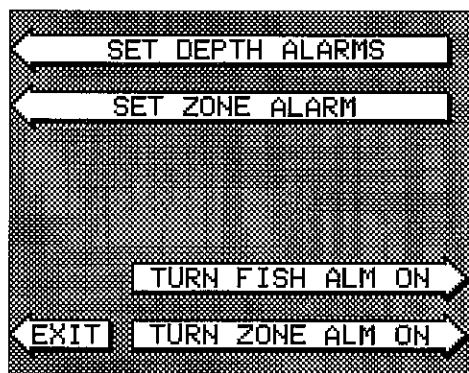 SET DEPTH ALARMS
SET ZONE ALARM
TURN FISH ALM ON
EXIT TURN ZONE ALM ON